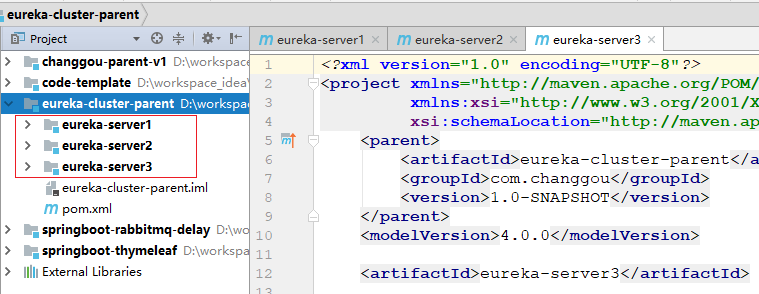 eureka-cluster-parent
Project
changgou-parent-v1 D:\workspace_
code-template D:\workspace_idea\
eureka-cluster-parent D:\workspac
eureka-server1
eureka-server2
eureka-server3
eureka-cluster-parent.iml
pom.xml
springboot-rabbitmq-delay D:\wor
springboot-thymeleaf D:\workspac
External Libraries
eureka-server1 eureka-server2 eureka-server3
1 <?xml version="1.0" encoding="UTF-8"?>
2 <project xmlns="http://maven.apache.org/POM/
3 xmlns:xsi="http://www.w3.org/2001/X
4 xsi:schemaLocation="http://maven.ap
5 <parent>
6 <artifactId>eureka-cluster-parent</a
7 <groupId>com.changgou</groupId>
8 <version>1.0-SNAPSHOT</version>
9 </parent>
10 <modelVersion>4.0.0</modelVersion>
11
12 <artifactId>eureka-server3</artifactId>
13